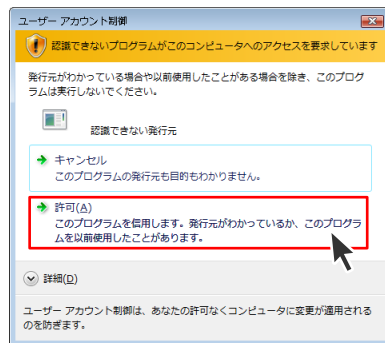 ユーザー アカウント制御
認識できないプログラムがこのコンピュータへのアクセスを要求しています
発行元がわかっている場合や以前使用したことがある場合を除き、このプログ
ラムは実行しないでください。
認識できない発行元
キャンセル
このプログラムの発行元も目的もわかりません。
許可(A)
このプログラムを信用します。発行元がわかっているか、このプログラ
ムを以前使用したことがあります。
詳細(D)
ユーザー アカウント制御は、あなたの許可なくコンピュータに変更が適用される
のを防ぎます。